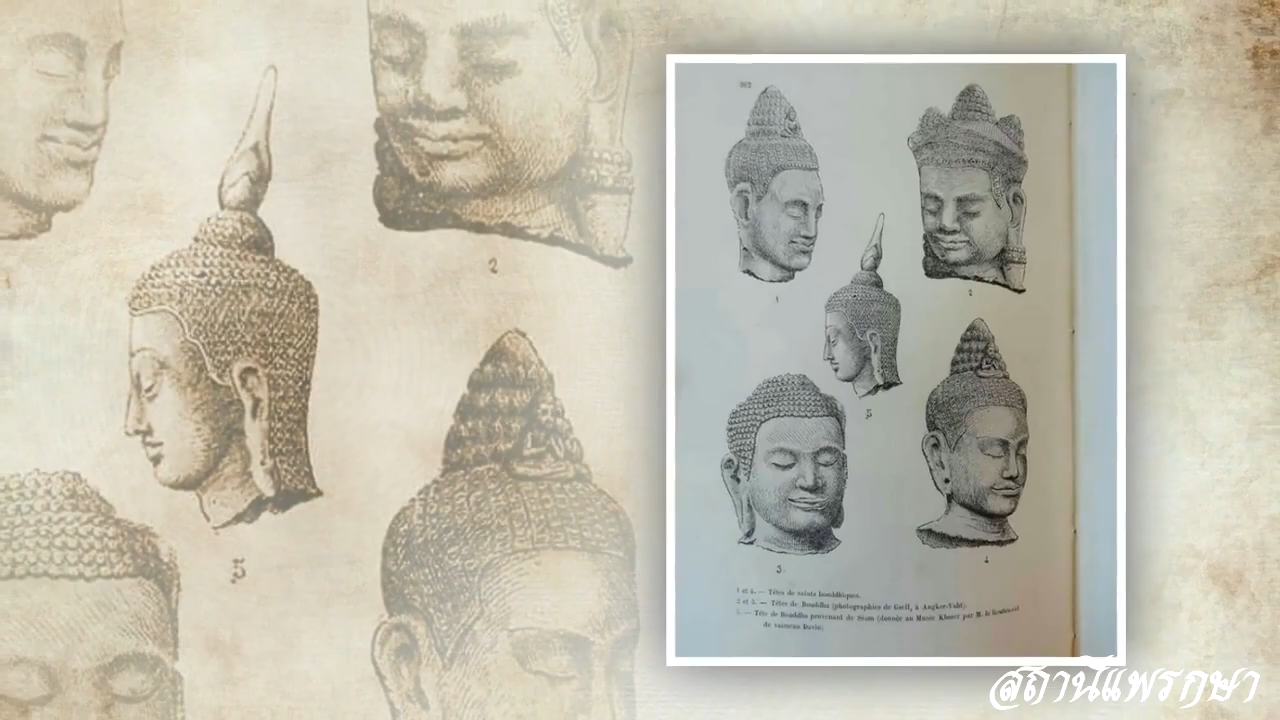 2
5
362
1
2
5
3.
4
1 et 4. — Têtes de saints bouddhiques.
2 et 3. — Têtes de Bouddha (photographies de Gsell, à Angkor-Vaht).
5. — Tête de Bouddha provenant de Siam (donnée au Musée Khmer par M. le lieutenant
de vaisseau Davin)
สถานีแพรกษา